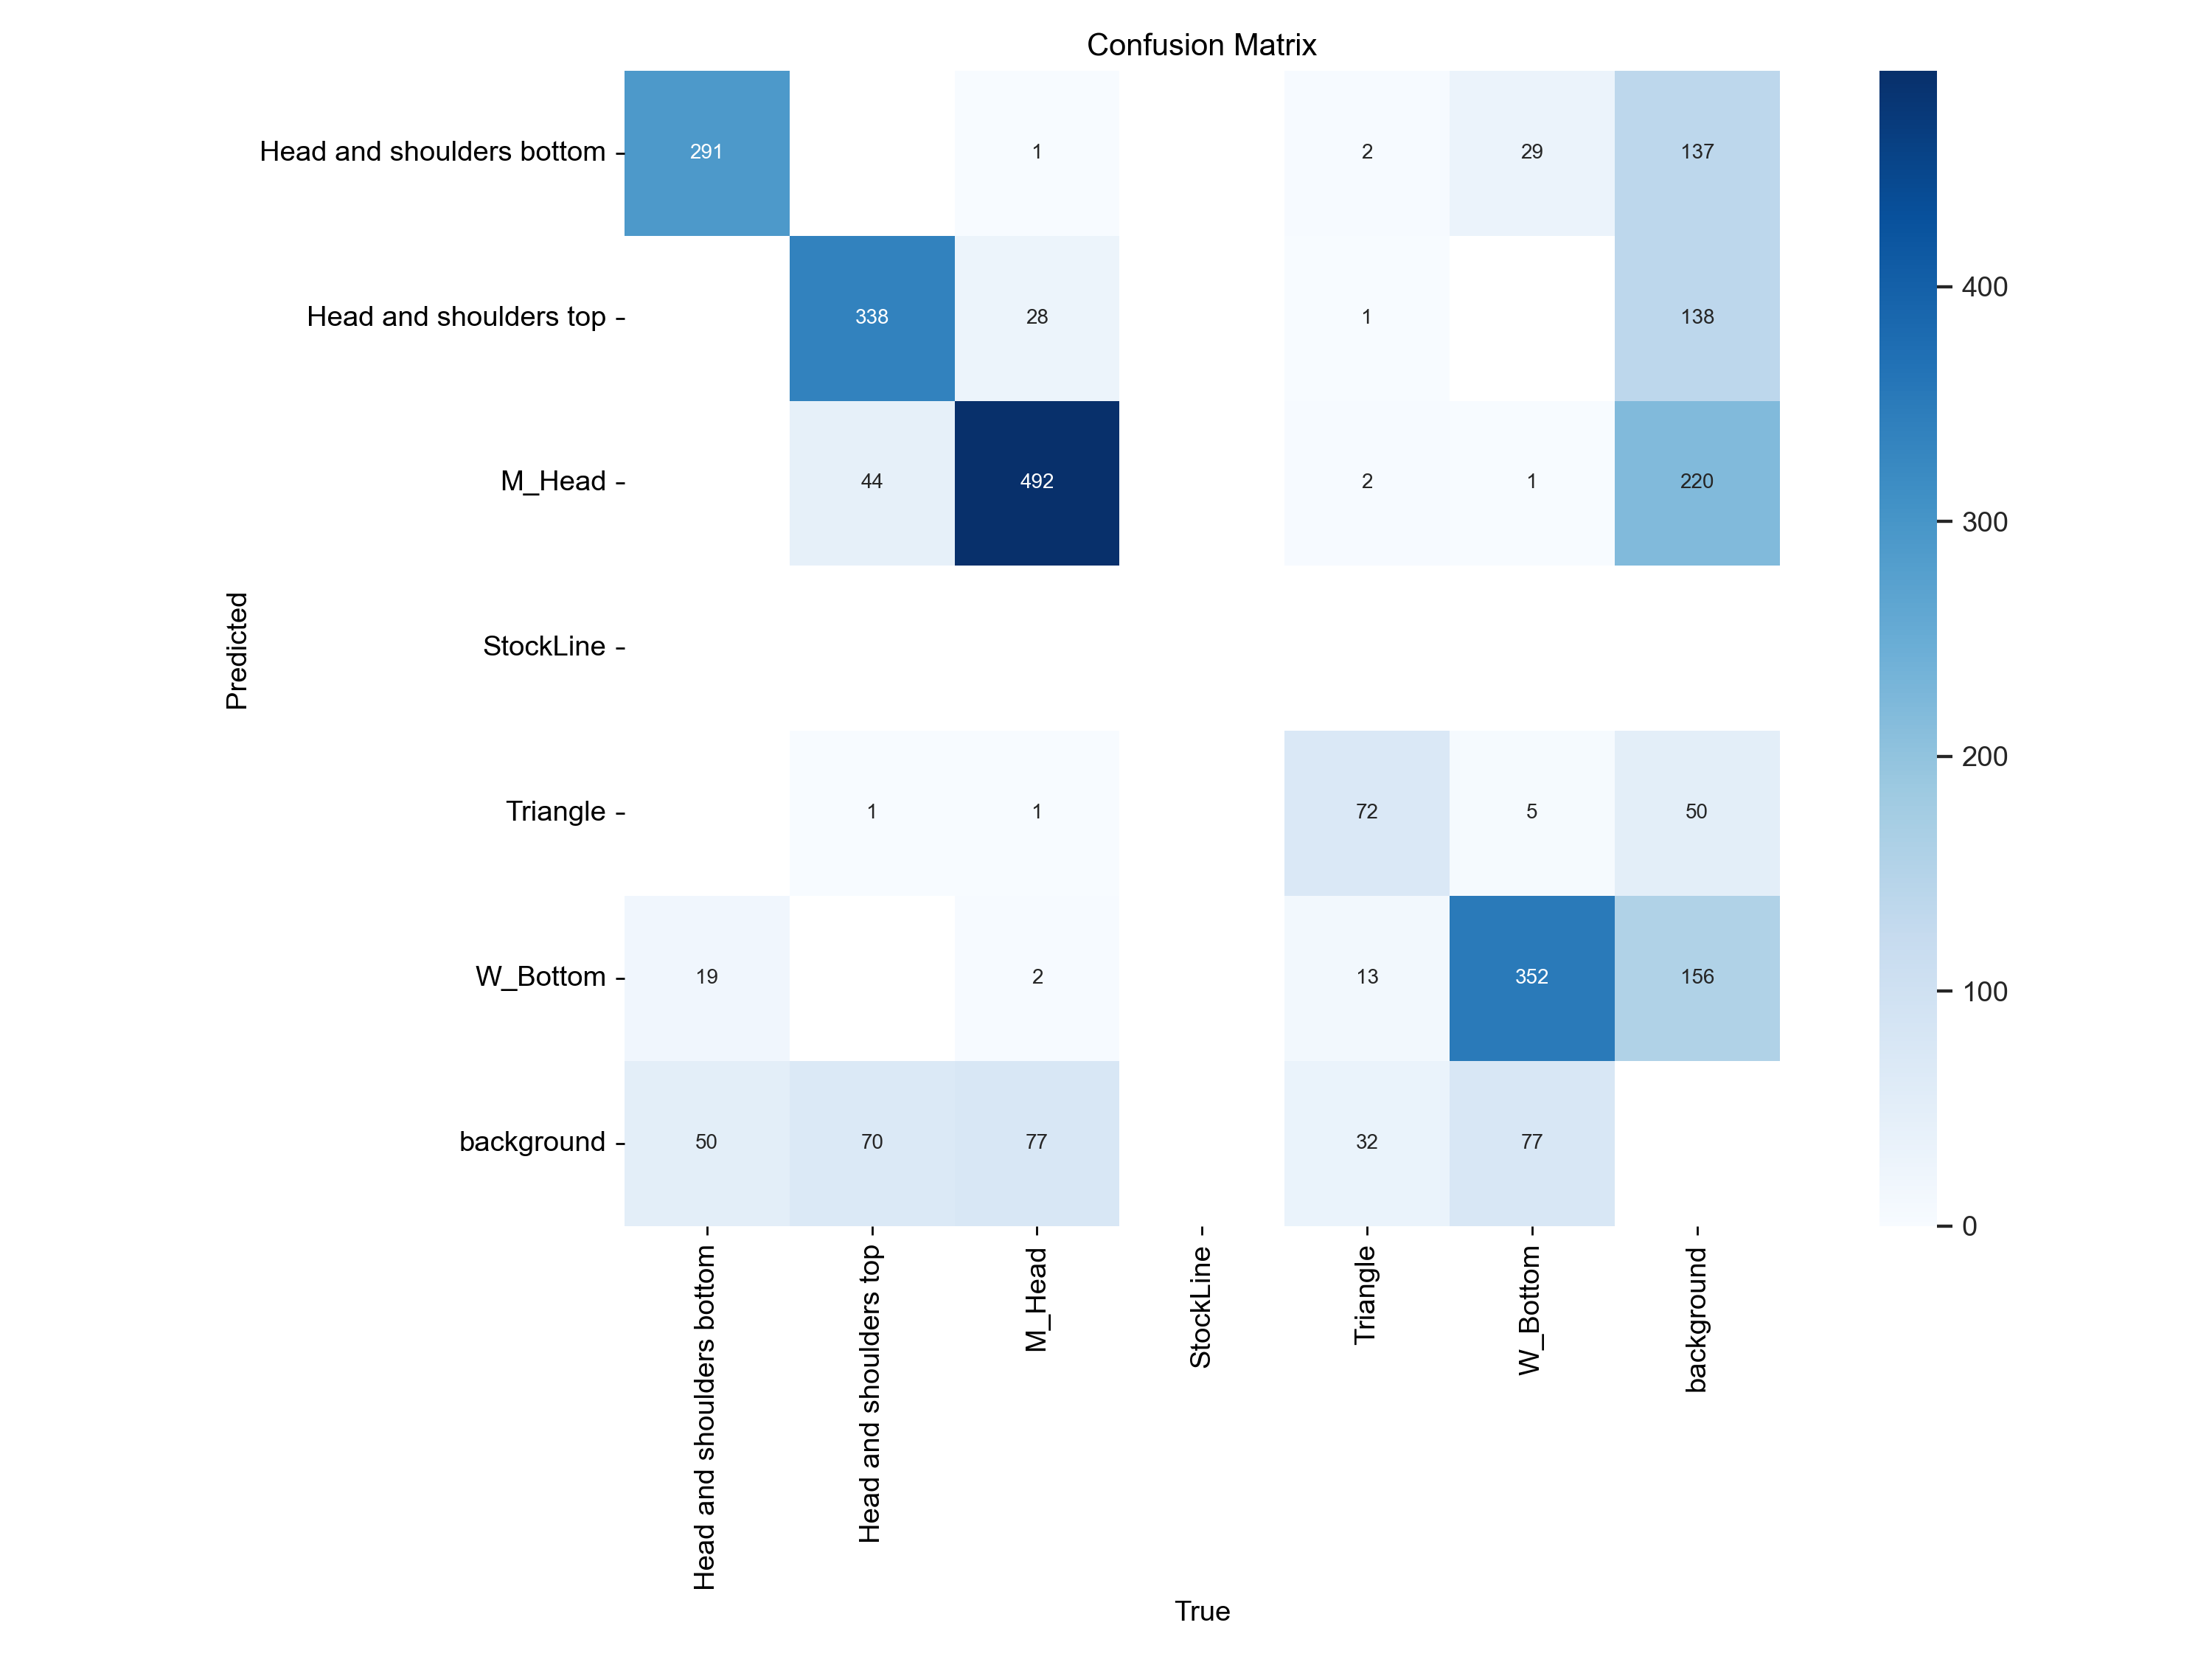 Confusion Matrix
Head and shoulders bottom 291 1 2 29 137
Head and shoulders top 338 28 1 138
400
M_Head 44 492 2 1 220
300
Predicted
StockLine
200
Triangle 1 1 72 5 50
W_Bottom 19 2 13 352 156
100
background 50 70 77 32 77
0
Head and shoulders bottom
Head and shoulders top
M_Head
StockLine
Triangle
W_Bottom
background
True